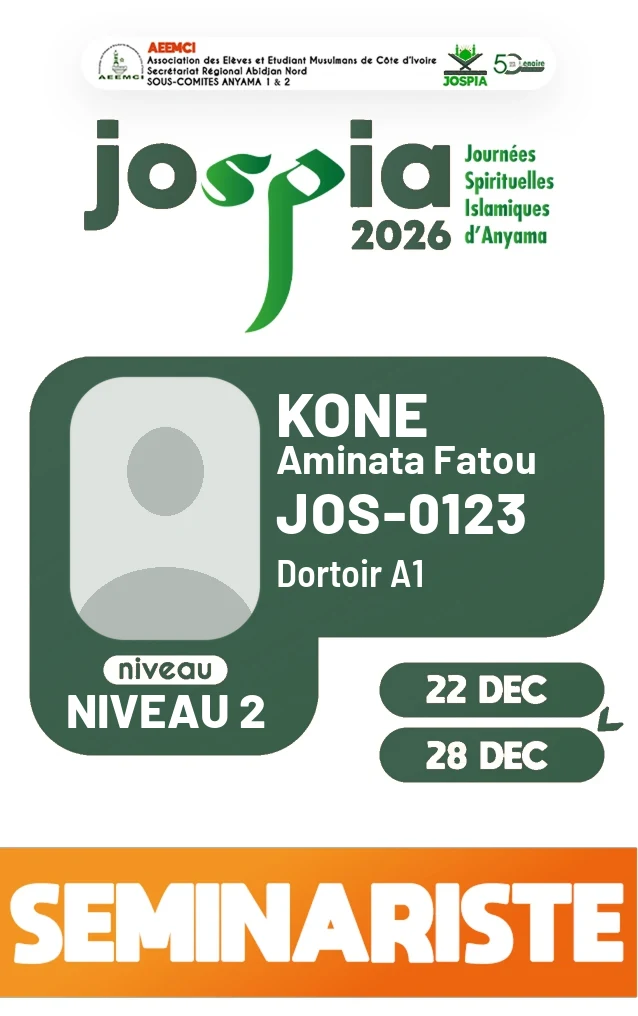 AEEMCI
Association des Elèves et Etudiant Musulmans de Côte d'Ivoire
Secrétariat Régional Abidjan Nord
SOUS-COMITES ANYAMA 1 & 2
AEEMCI
JOSPIA
50enaire
jospia
2026
Journées
Spirituelles
Islamiques
d'Anyama
KONE
Aminata Fatou
JOS-0123
Dortoir A1
niveau
NIVEAU 2
22 DEC
28 DEC
SEMINARISTE